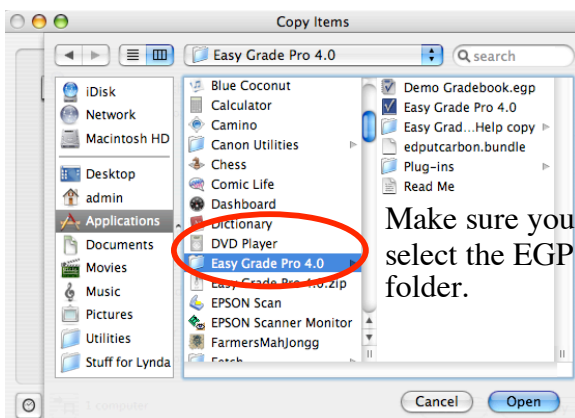 Copy Items
Easy Grade Pro 4.0
search
iDisk
Network
Macintosh HD
Desktop
admin
Applications
Documents
Movies
Music
Pictures
Utilities
Stuff for Lynda
Blue Coconut
Calculator
Camino
Canon Utilities
Chess
Comic Life
Dashboard
Dictionary
DVD Player
Easy Grade Pro 4.0
Easy Grade Pro 4.0.zip
EPSON Scan
EPSON Scanner Monitor
FarmersMahJongg
Fetch
Demo Gradebook.egp
Easy Grade Pro 4.0
Easy Grad...Help copy
edputcarbon.bundle
Plug-ins
Read Me
Make sure you
select the EGP
folder.
1 computer
Cancel
Open